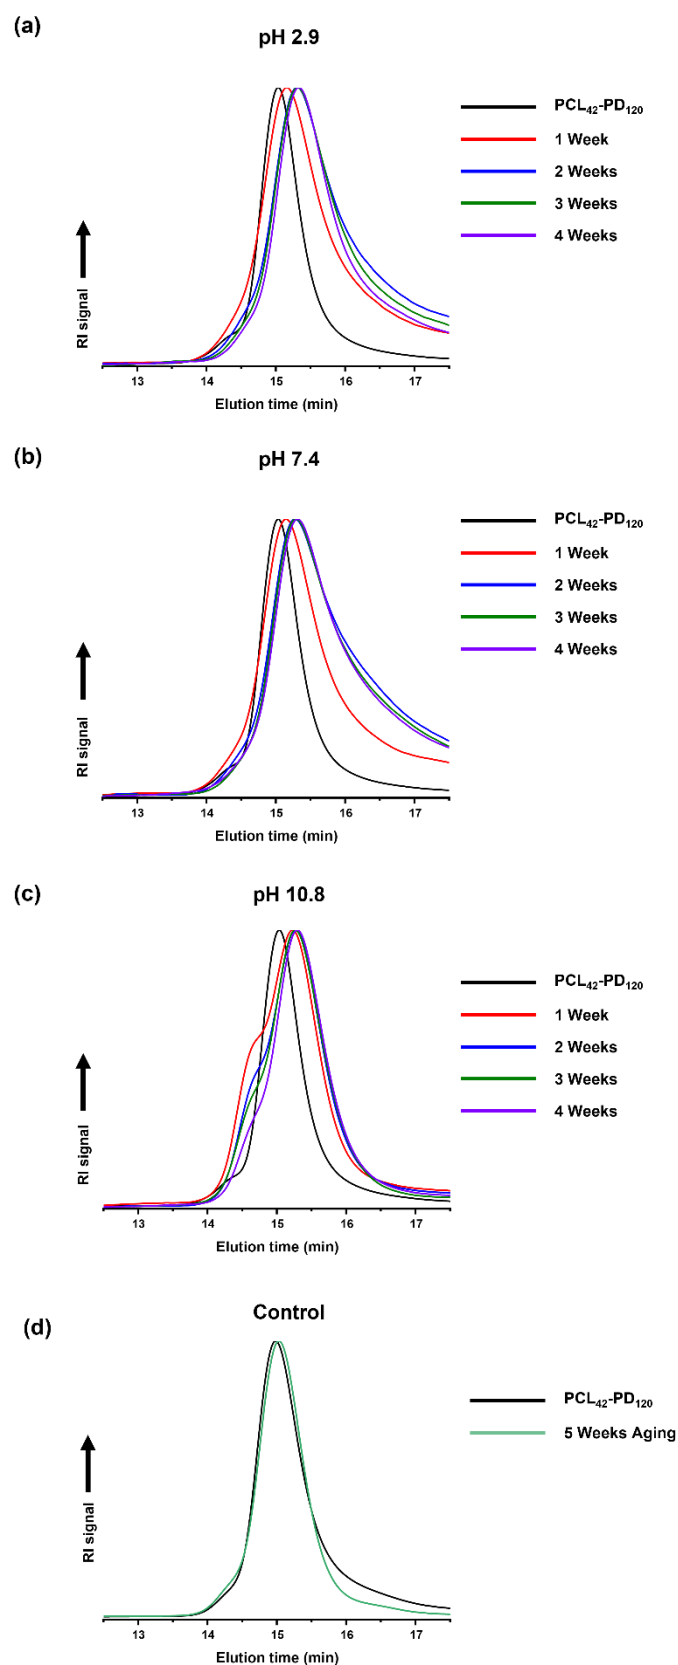 (a)
pH 2.9
PCL₄₂-PD₁₂₀
1 Week
2 Weeks
3 Weeks
4 Weeks
RI signal
13 14 15 16 17
Elution time (min)
(b)
pH 7.4
PCL₄₂-PD₁₂₀
1 Week
2 Weeks
3 Weeks
4 Weeks
RI signal
13 14 15 16 17
Elution time (min)
(c)
pH 10.8
PCL₄₂-PD₁₂₀
1 Week
2 Weeks
3 Weeks
4 Weeks
RI signal
13 14 15 16 17
Elution time (min)
(d)
Control
PCL₄₂-PD₁₂₀
5 Weeks Aging
RI signal
13 14 15 16 17
Elution time (min)